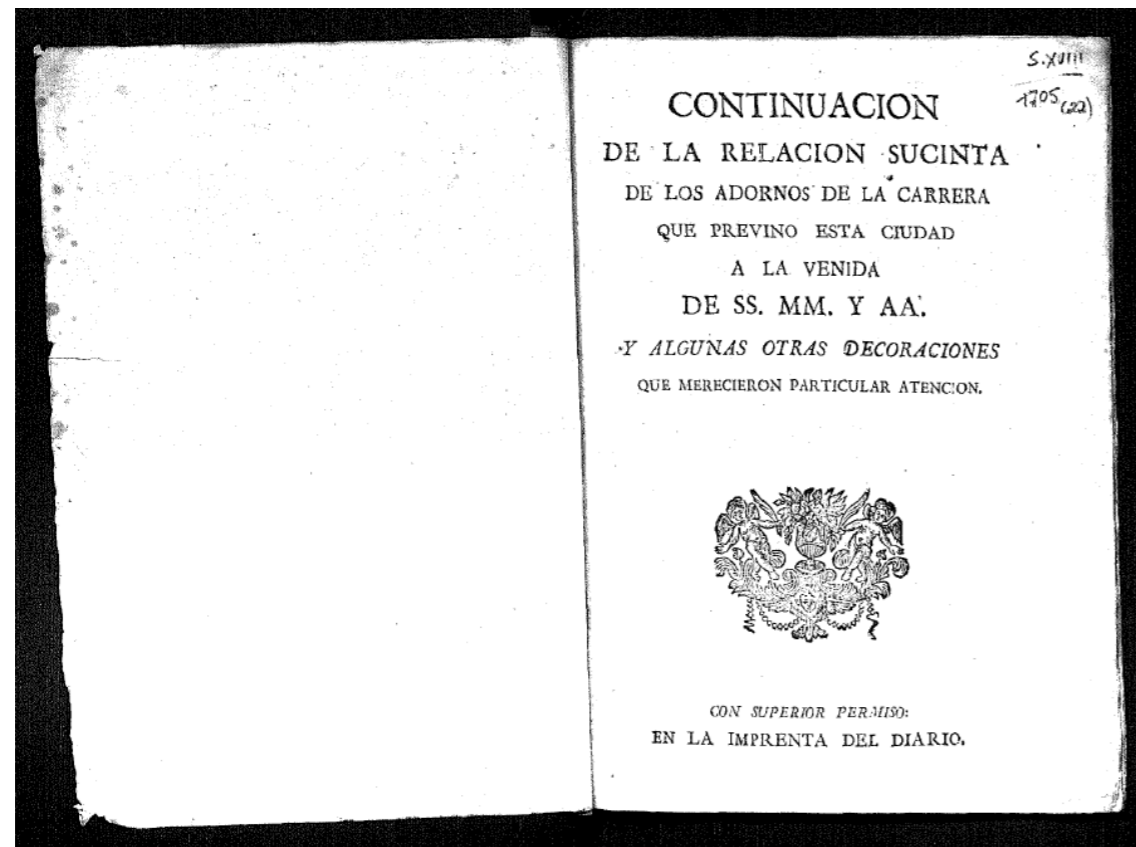 S. XVIII
1705 (22)
CONTINUACION
DE LA RELACION SUCINTA
DE LOS ADORNOS DE LA CARRERA
QUE PREVINO ESTA CIUDAD
A LA VENIDA
DE SS. MM. Y AA.
Y ALGUNAS OTRAS DECORACIONES
QUE MERECIERON PARTICULAR ATENCION.
CON SUPERIOR PERMISO:
EN LA IMPRENTA DEL DIARIO.